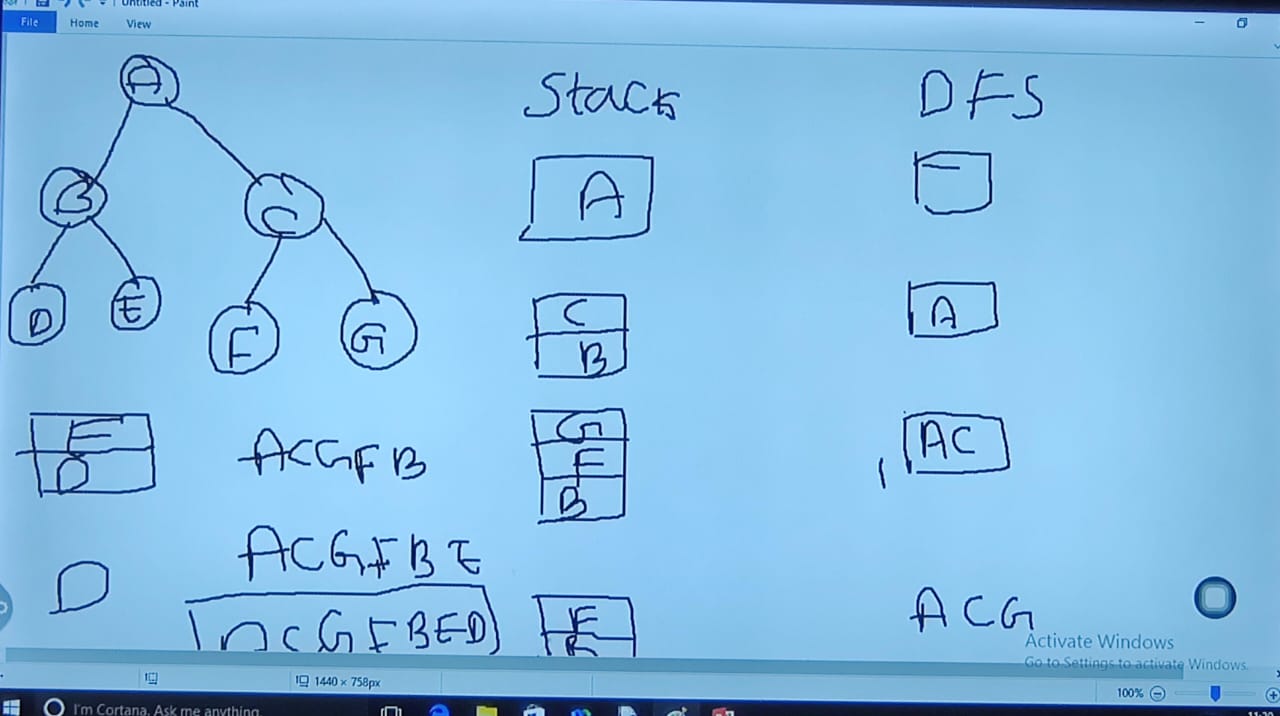 Untitled - Paint
File Home View
A
B C
D E F G
Stack
A
C
B
G
F
B
F
B
DFS
A
AC
ACG
E
D
ACGFB
D
ACGFBE
ACGFBED
Activate Windows
Go to Settings to activate Windows.
1440 × 758px
100%
I'm Cortana. Ask me anything.